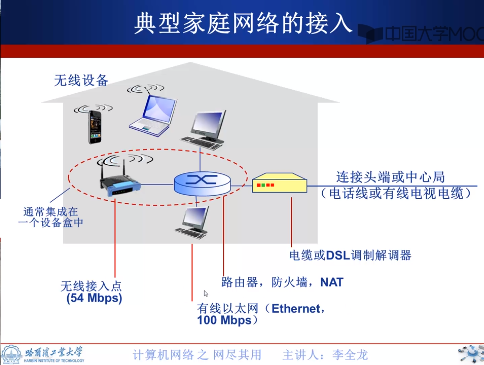 典型家庭网络的接入
中国大学MOO
无线设备
通常集成在
一个设备盒中
连接头端或中心局
（电话线或有线电视电缆）
电缆或DSL调制解调器
路由器，防火墙，NAT
无线接入点
(54 Mbps)
有线以太网（Ethernet，
100 Mbps）
哈爾濱工業大学
HARBIN INSTITUTE OF TECHNOLOGY
计算机网络 之 网尽其用 主讲人：李全龙